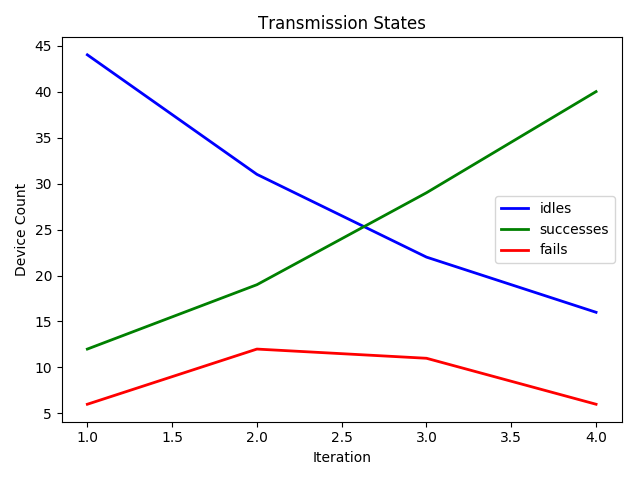 Transmission States
Device Count
45
40
35
30
25
20
15
10
5
idles
successes
fails
1.0 1.5 2.0 2.5 3.0 3.5 4.0
Iteration